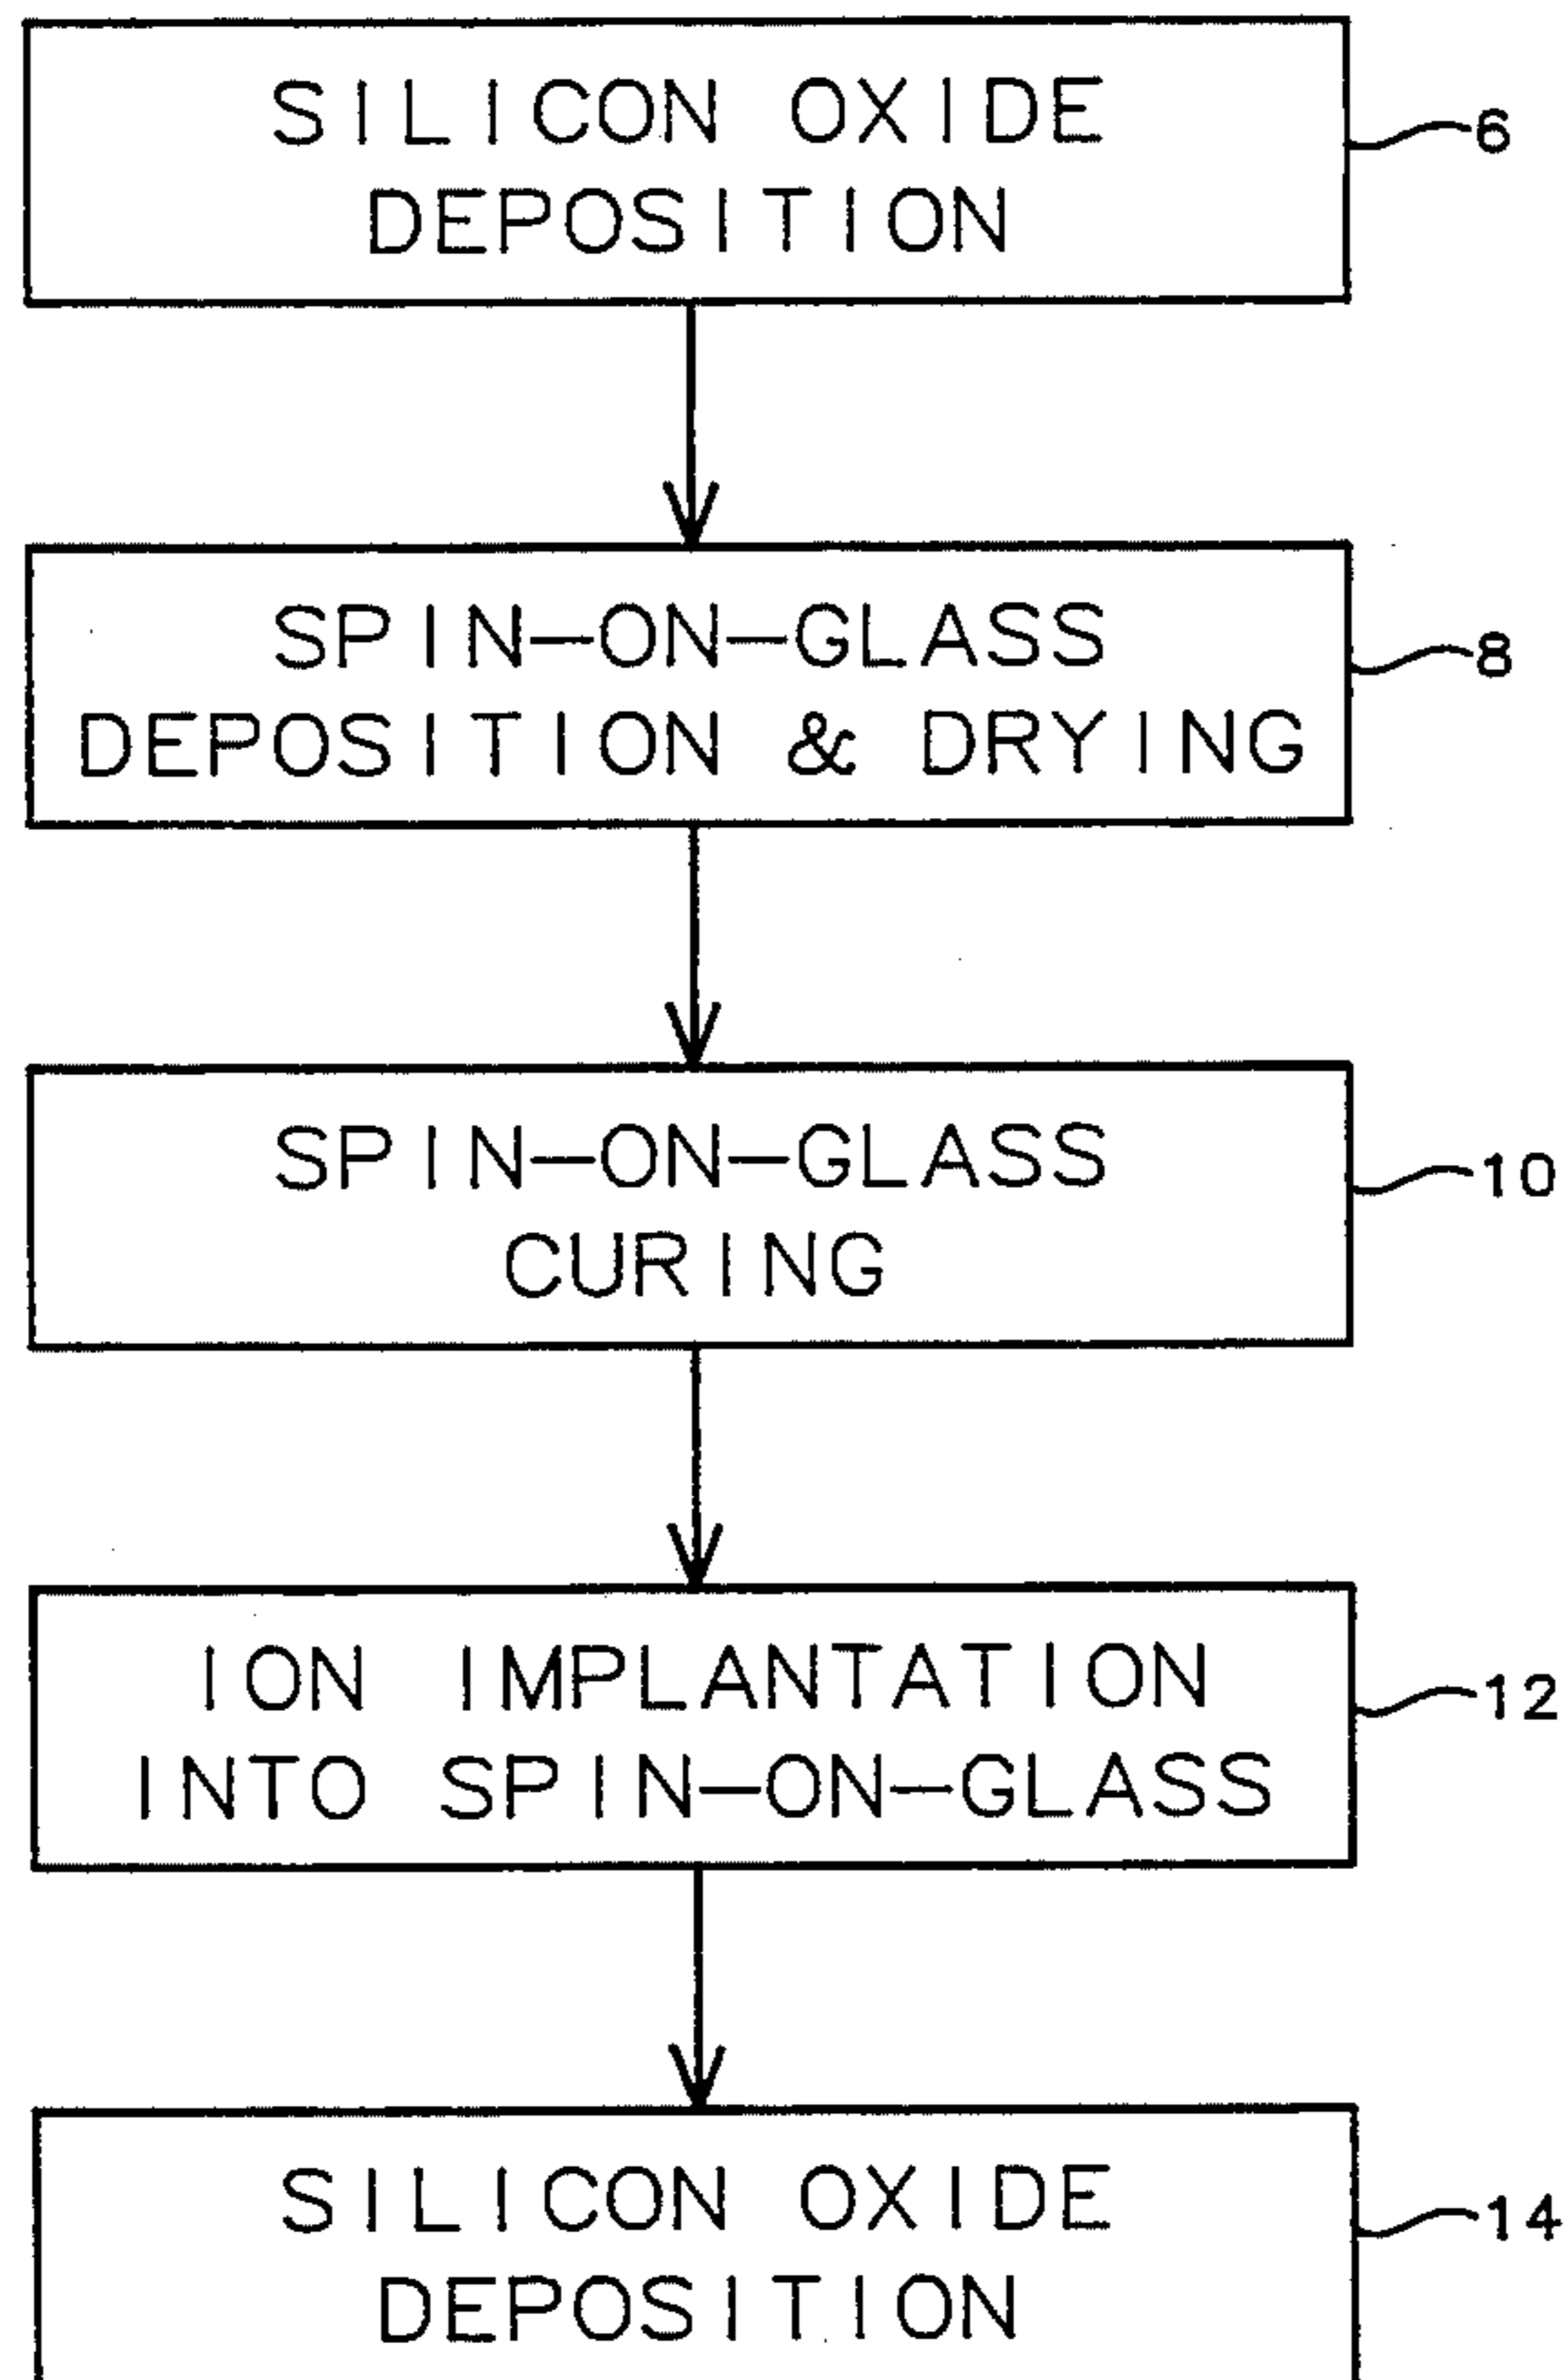 SILICON OXIDE
DEPOSITION
6
SPIN-ON-GLASS
DEPOSITION & DRYING
8
SPIN-ON-GLASS
CURING
10
ION IMPLANTATION
INTO SPIN-ON-GLASS
12
SILICON OXIDE
DEPOSITION
14